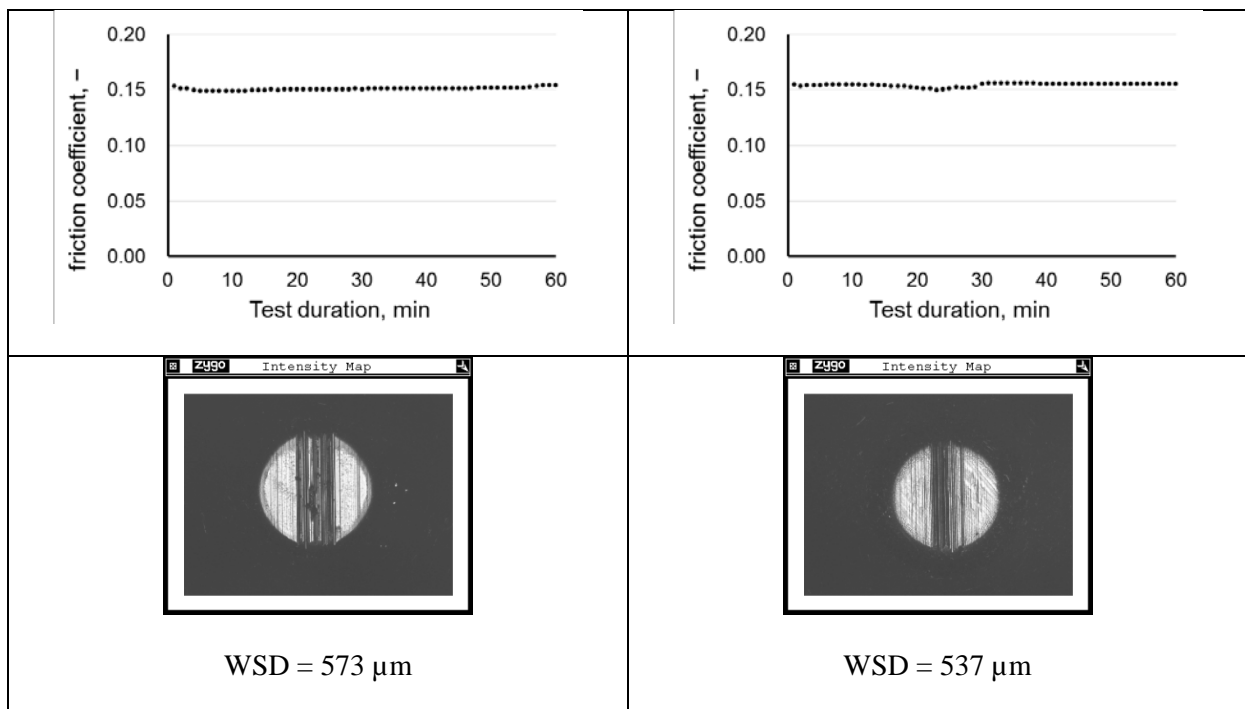 friction coefficient, –
0.20
0.15
0.10
0.05
0.00
0 10 20 30 40 50 60
Test duration, min
friction coefficient, –
0.20
0.15
0.10
0.05
0.00
0 10 20 30 40 50 60
Test duration, min
zygo Intensity Map
WSD = 573 µm
zygo Intensity Map
WSD = 537 µm